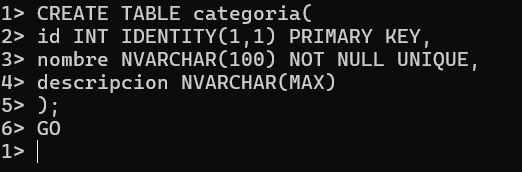 1> CREATE TABLE categoria(
2> id INT IDENTITY(1,1) PRIMARY KEY,
3> nombre NVARCHAR(100) NOT NULL UNIQUE,
4> descripcion NVARCHAR(MAX)
5> );
6> GO
1>